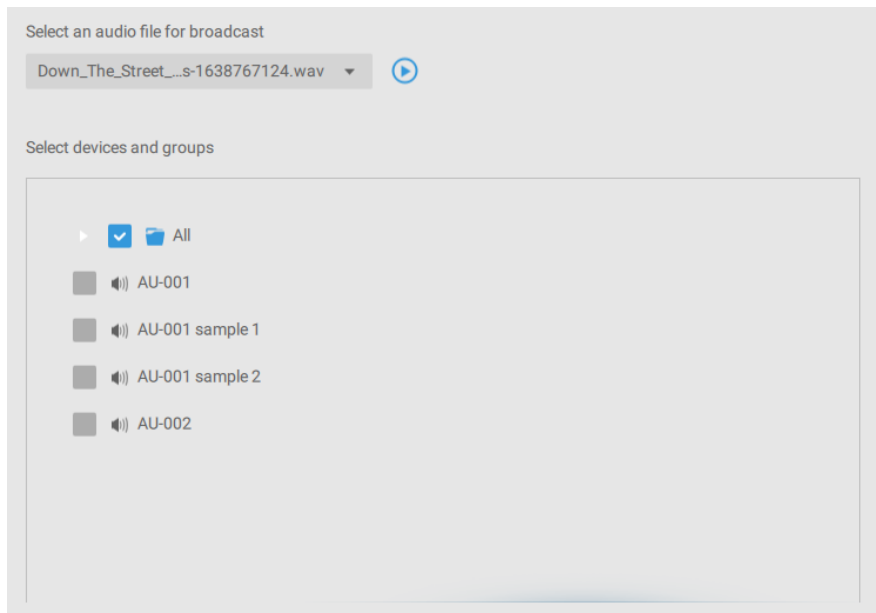 Select an audio file for broadcast
Down_The_Street_...s-1638767124.wav
Select devices and groups
All
AU-001
AU-001 sample 1
AU-001 sample 2
AU-002